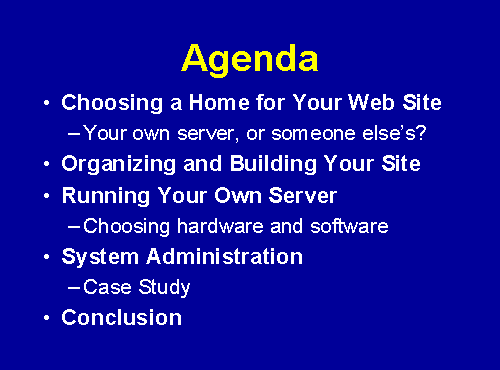 Agenda
• Choosing a Home for Your Web Site
–Your own server, or someone else's?
• Organizing and Building Your Site
• Running Your Own Server
–Choosing hardware and software
• System Administration
–Case Study
• Conclusion